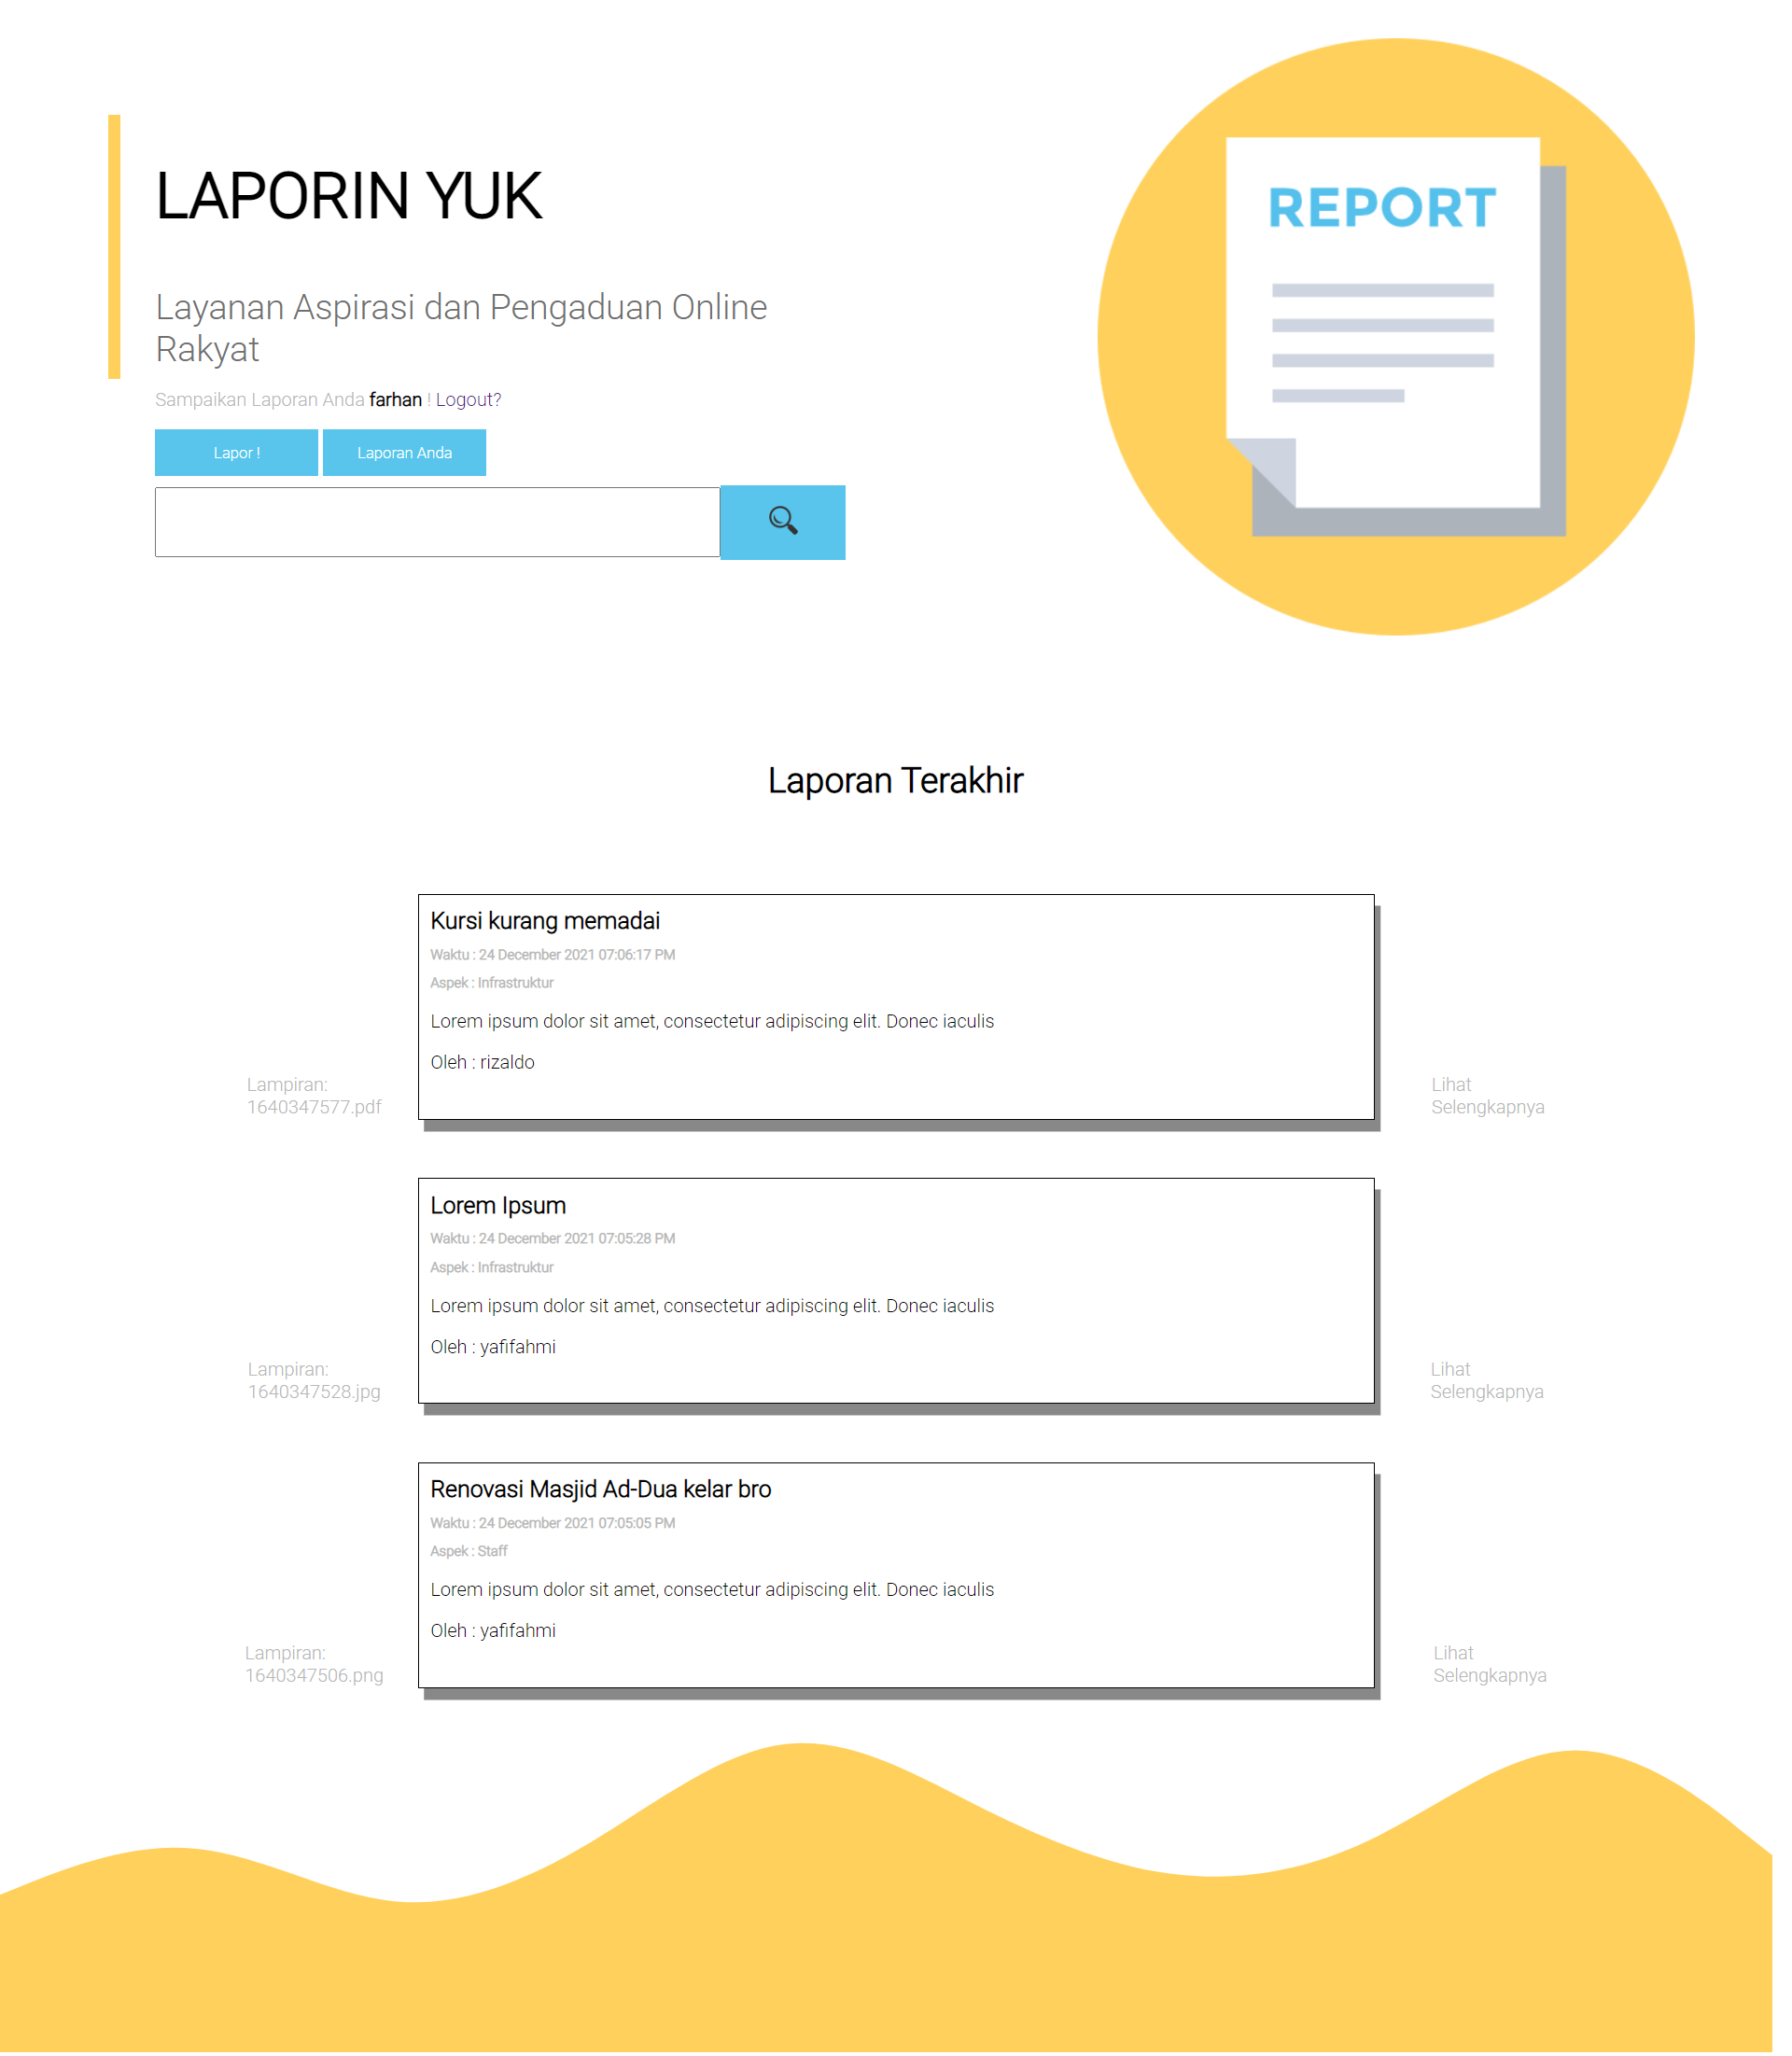 LAPORIN YUK
REPORT
Layanan Aspirasi dan Pengaduan Online
Rakyat
Sampaikan Laporan Anda farhan ! Logout?
Lapor !
Laporan Anda
Laporan Terakhir
Kursi kurang memadai
Waktu : 24 December 2021 07:06:17 PM
Aspek : Infrastruktur
Lorem ipsum dolor sit amet, consectetur adipiscing elit. Donec iaculis
Oleh : rizaldo
Lampiran:
1640347577.pdf
Lihat
Selengkapnya
Lorem Ipsum
Waktu : 24 December 2021 07:05:28 PM
Aspek : Infrastruktur
Lorem ipsum dolor sit amet, consectetur adipiscing elit. Donec iaculis
Oleh : yafifahmi
Lampiran:
1640347528.jpg
Lihat
Selengkapnya
Renovasi Masjid Ad-Dua kelar bro
Waktu : 24 December 2021 07:05:05 PM
Aspek : Staff
Lorem ipsum dolor sit amet, consectetur adipiscing elit. Donec iaculis
Oleh : yafifahmi
Lampiran:
1640347506.png
Lihat
Selengkapnya